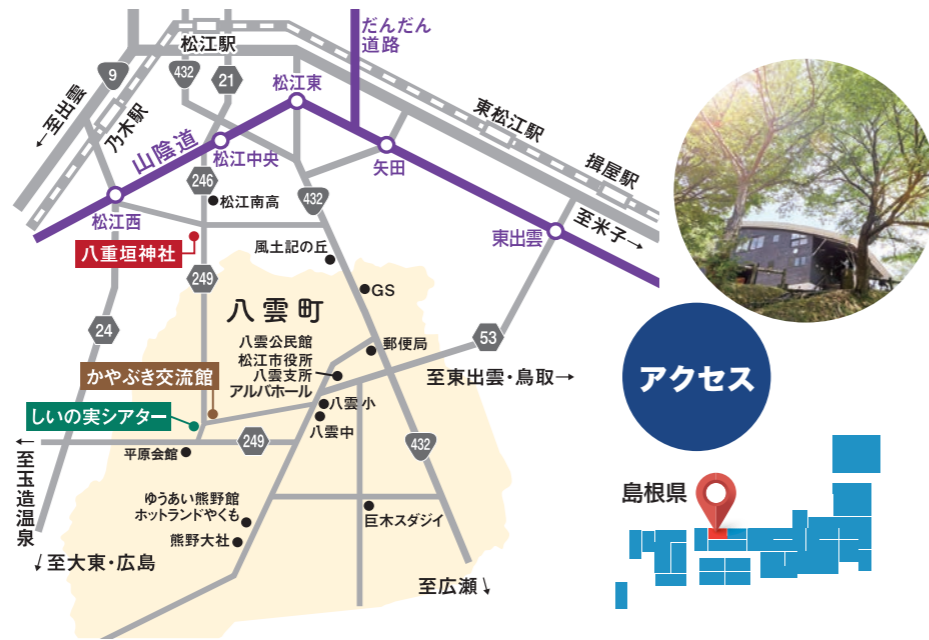 松江駅
だんだん
道路
9
432
21
松江東
←至出雲
乃木駅
東松江駅
山陰道
松江中央
矢田
揖屋駅
246
松江南高
432
至米子→
松江西
東出雲
八重垣神社
風土記の丘
249
GS
八雲町
24
八雲公民館
松江市役所
八雲支所
アルバホール
郵便局
53
至東出雲・鳥取→
アクセス
かやぶき交流館
しいの実シアター
八雲小
八雲中
249
432
平原会館
←至玉造温泉
島根県
ゆうあい熊野館
ホットランドやくも
巨木スダジイ
熊野大社
↓至大東・広島
至広瀬↓